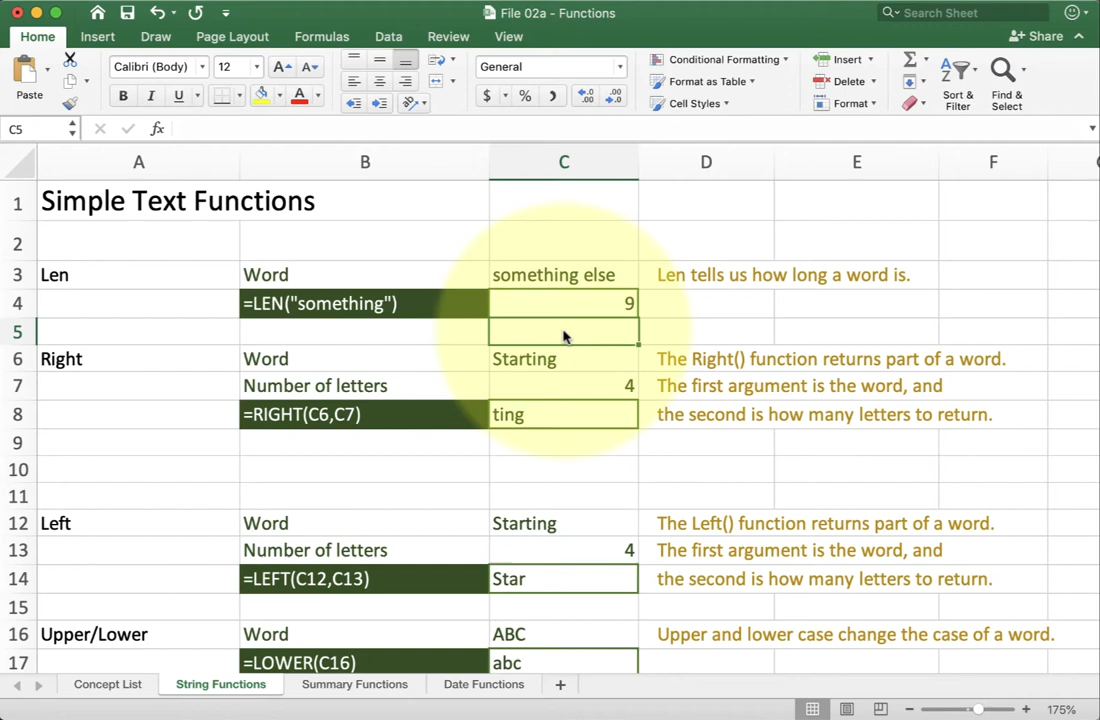 File 02a - Functions
Search Sheet
Home Insert Draw Page Layout Formulas Data Review View Share
Paste
Calibri (Body) 12 A A
B I U A
General
$ % )
Conditional Formatting
Format as Table
Cell Styles
Insert
Delete
Format
Sort & Filter
Find & Select
C5 fx
A B C D E F
1 Simple Text Functions
2
3 Len Word something else Len tells us how long a word is.
4 =LEN("something") 9
5
6 Right Word Starting The Right() function returns part of a word.
7 Number of letters 4 The first argument is the word, and
8 =RIGHT(C6,C7) ting the second is how many letters to return.
9
10
11
12 Left Word Starting The Left() function returns part of a word.
13 Number of letters 4 The first argument is the word, and
14 =LEFT(C12,C13) Star the second is how many letters to return.
15
16 Upper/Lower Word ABC Upper and lower case change the case of a word.
17 =LOWER(C16) abc
Concept List String Functions Summary Functions Date Functions +
175%